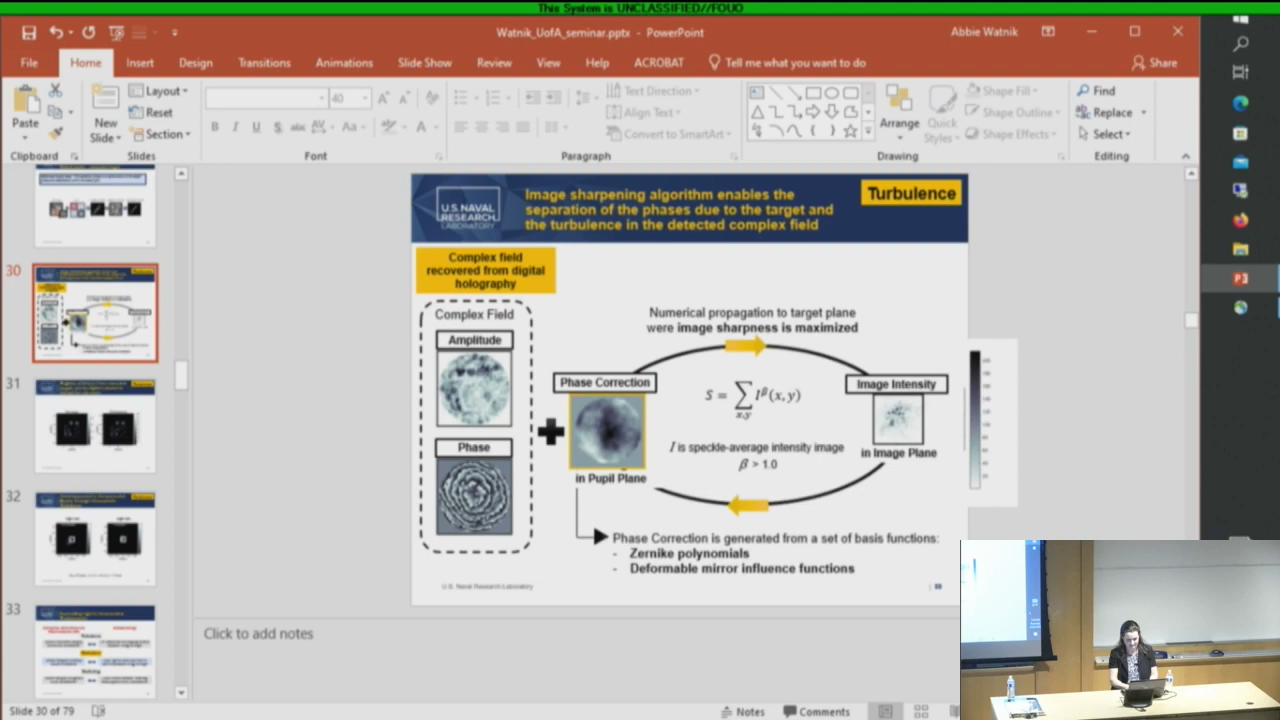 This System is UNCLASSIFIED//FOUO
Watnik_UofA_seminar.pptx - PowerPoint
Abbie Watnik
File Home Insert Design Transitions Animations Slide Show Review View Help ACROBAT Tell me what you want to do Share
Paste
New
Slide
Layout
Reset
Section
40
B I U S abc AV Aa A
Text Direction
Align Text
Convert to SmartArt
Arrange
Quick
Styles
Shape Fill
Shape Outline
Shape Effects
Find
Replace
Select
Clipboard Slides Font Paragraph Drawing Editing
30
31
32
33
U.S. NAVAL
RESEARCH
LABORATORY
Image sharpening algorithm enables the
separation of the phases due to the target and
the turbulence in the detected complex field
Turbulence
Complex field
recovered from digital
holography
Complex Field
Amplitude
Phase
Numerical propagation to target plane
were image sharpness is maximized
Phase Correction
in Pupil Plane
S = ∑ I^β(x, y)
x,y
I is speckle-average intensity image
β > 1.0
Image Intensity
in Image Plane
Phase Correction is generated from a set of basis functions:
- Zernike polynomials
- Deformable mirror influence functions
U.S. Naval Research Laboratory
Click to add notes
Slide 30 of 79
Notes Comments